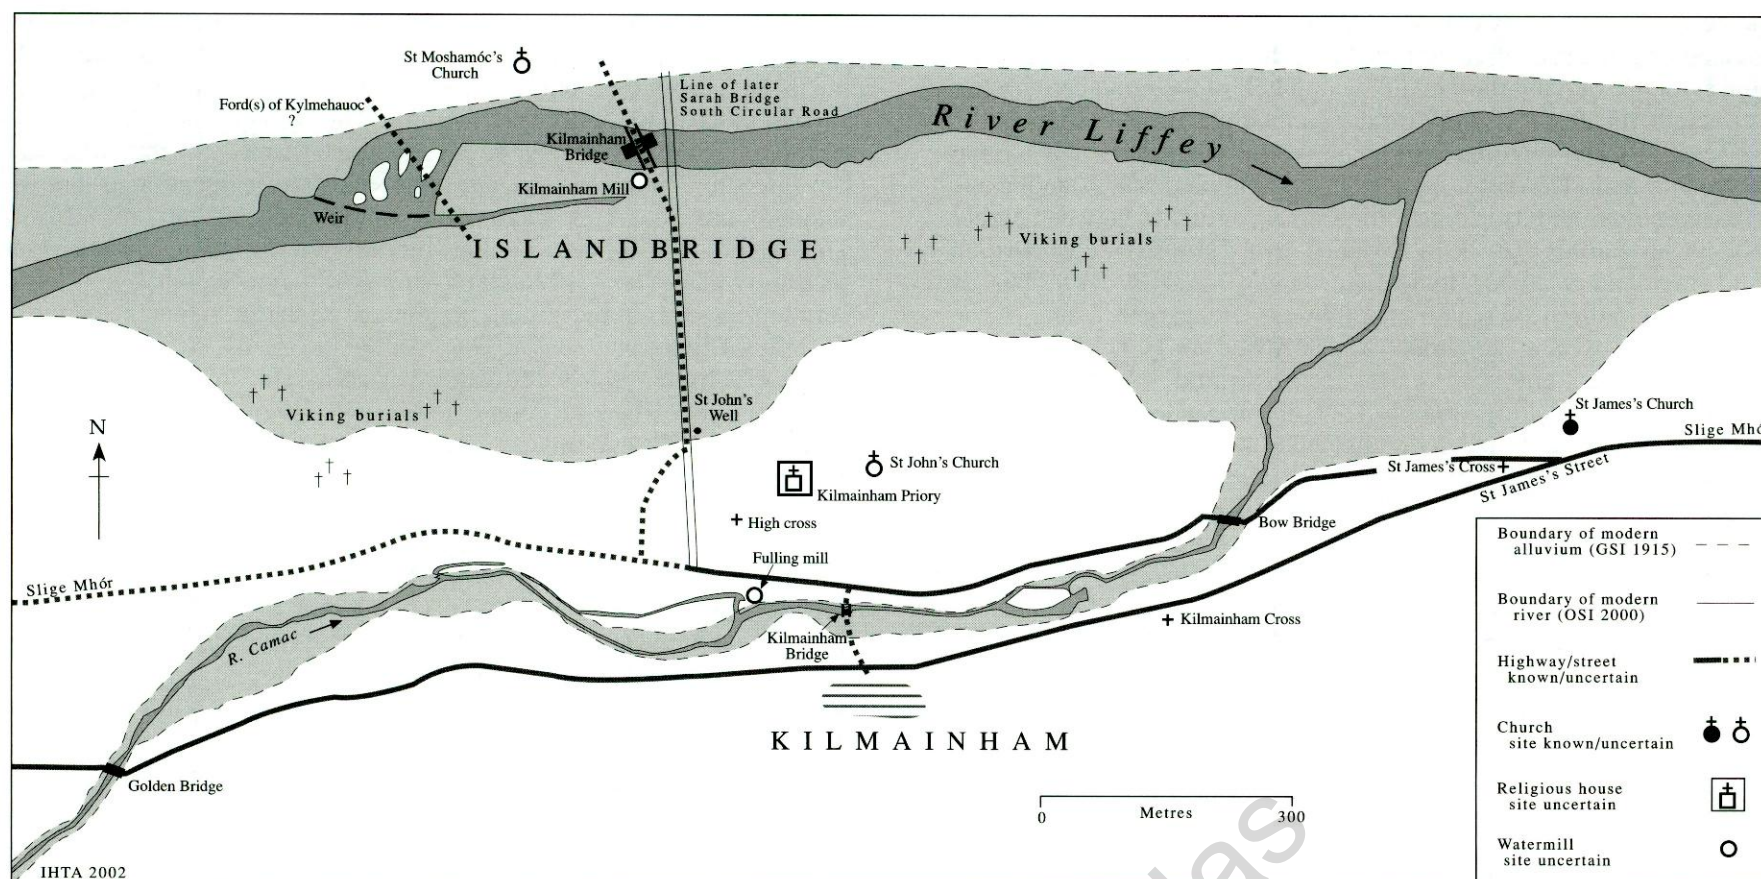 St Moshamóc's
Church
Ford(s) of Kylmehauoc
?
Line of later
Sarah Bridge
South Circular Road
River Liffey
Kilmainham
Bridge
Kilmainham Mill
Weir
ISLANDBRIDGE
Viking burials
Viking burials
St John's
Well
N
St James's Church
Slige Mhó
St James's Cross
St James's Street
St John's Church
Kilmainham Priory
High cross
Bow Bridge
Fulling mill
Slige Mhór
R. Camac
Kilmainham
Bridge
Kilmainham Cross
KILMAINHAM
Golden Bridge
0 Metres 300
IHTA 2002
Boundary of modern
alluvium (GSI 1915)
Boundary of modern
river (OSI 2000)
Highway/street
known/uncertain
Church
site known/uncertain
Religious house
site uncertain
Watermill
site uncertain
las